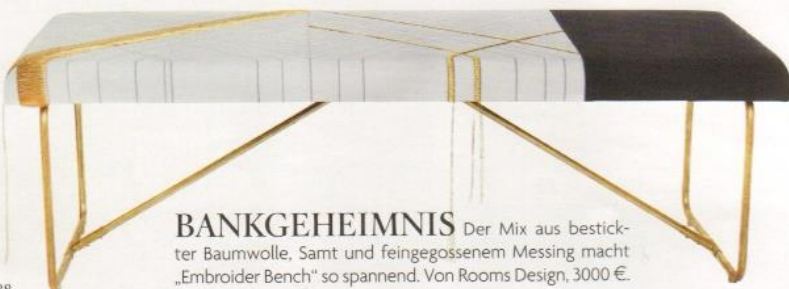 BANKGEHEIMNIS Der Mix aus bestick-
ter Baumwolle, Samt und feingegossenem Messing macht
„Embroider Bench“ so spannend. Von Rooms Design, 3000 €.